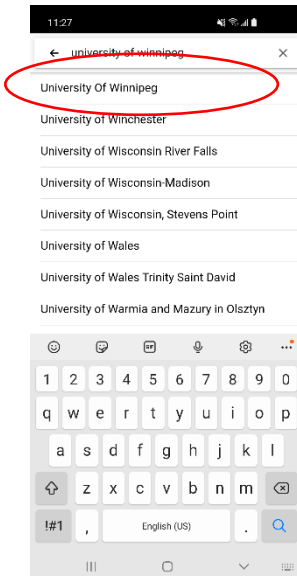 11:27
university of winnipeg
University Of Winnipeg
University of Winchester
University of Wisconsin River Falls
University of Wisconsin-Madison
University of Wisconsin, Stevens Point
University of Wales
University of Wales Trinity Saint David
University of Warmia and Mazury in Olsztyn
GIF
1 2 3 4 5 6 7 8 9 0
q w e r t y u i o p
a s d f g h j k l
z x c v b n m
!#1 , English (US) .